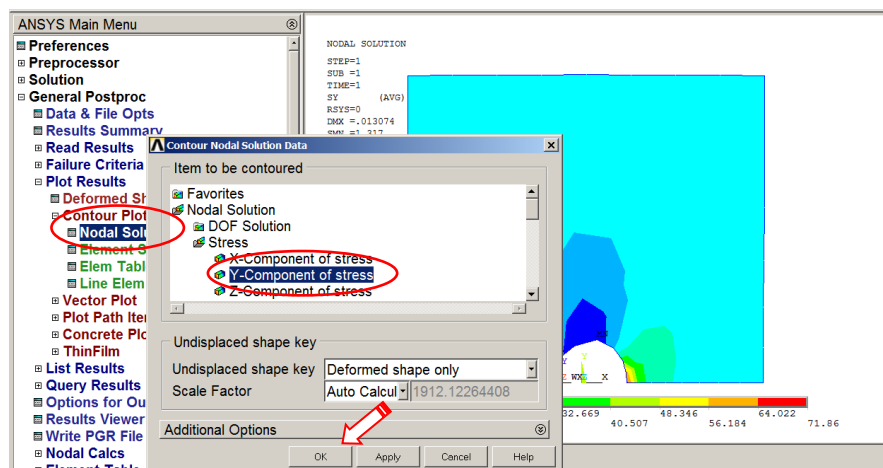 ANSYS Main Menu
Preferences
Preprocessor
Solution
General Postproc
Data & File Opts
Results Summary
Read Results
Failure Criteria
Plot Results
Deformed Sh
Contour Plot
Nodal Solu
Element S
Elem Tabl
Line Elem
Vector Plot
Plot Path Ite
Concrete Plo
ThinFilm
List Results
Query Results
Options for Ou
Results Viewer
Write PGR File
Nodal Calcs
Element Table
NODAL SOLUTION
STEP=1
SUB =1
TIME=1
SY (AVG)
RSYS=0
DMX =.013074
SMN =1.317
Contour Nodal Solution Data
Item to be contoured
Favorites
Nodal Solution
DOF Solution
Stress
X-Component of stress
Y-Component of stress
Z-Component of stress
Undisplaced shape key
Undisplaced shape key Deformed shape only
Scale Factor Auto Calcul 1912.12264408
Additional Options
OK Apply Cancel Help
Y
X
32.669 48.346 64.022
40.507 56.184 71.86